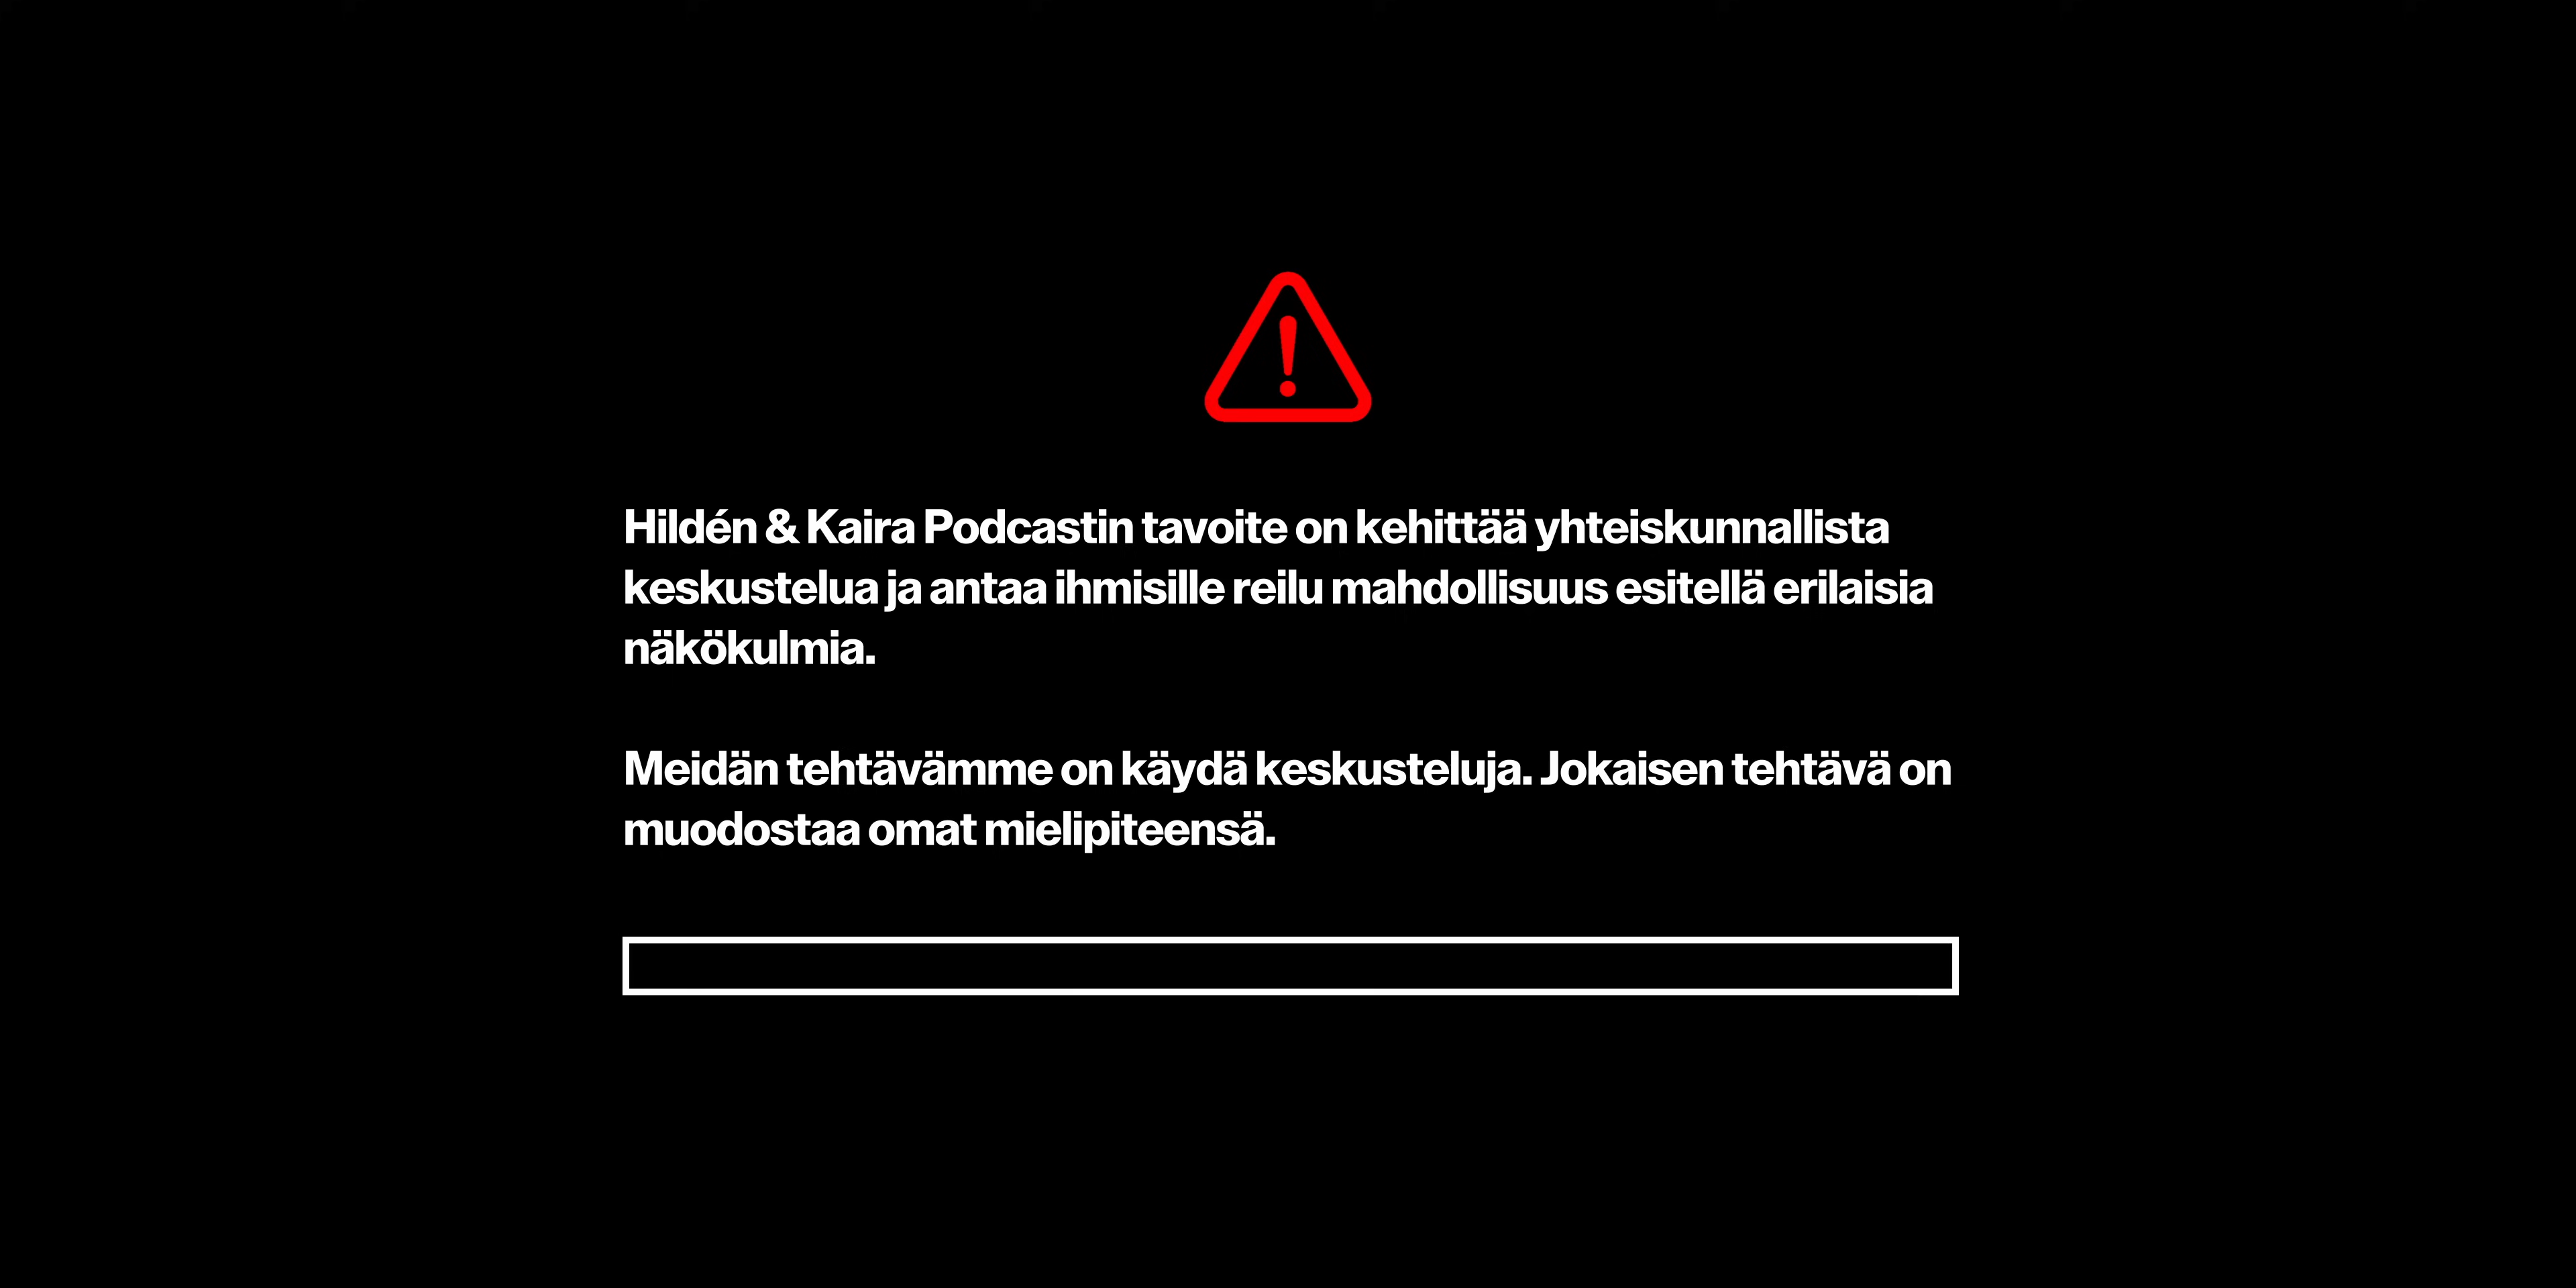 Hildén & Kaira Podcastin tavoite on kehittää yhteiskunnallista
keskustelua ja antaa ihmisille reilu mahdollisuus esitellä erilaisia
näkökulmia.
Meidän tehtävämme on käydä keskusteluja. Jokaisen tehtävä on
muodostaa omat mielipiteensä.